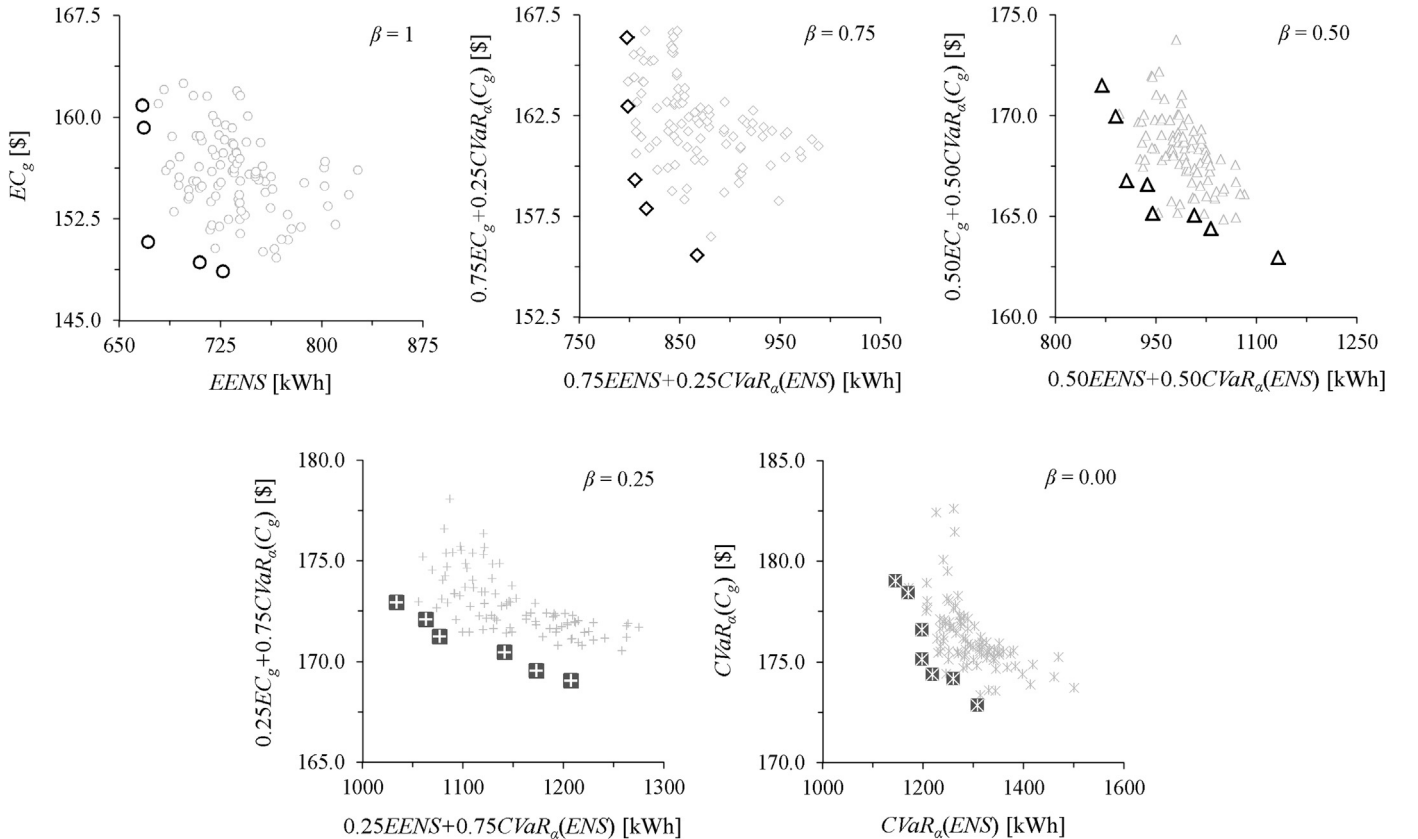 β = 1
EC_g [$]
167.5
160.0
152.5
145.0
650
725
800
875
EENS [kWh]
β = 0.75
0.75EC_g+0.25CVaR_α(C_g) [$]
167.5
162.5
157.5
152.5
750
850
950
1050
0.75EENS+0.25CVaR_α(ENS) [kWh]
β = 0.50
0.50EC_g+0.50CVaR_α(C_g) [$]
175.0
170.0
165.0
160.0
800
950
1100
1250
0.50EENS+0.50CVaR_α(ENS) [kWh]
β = 0.25
0.25EC_g+0.75CVaR_α(C_g) [$]
180.0
175.0
170.0
165.0
1000
1100
1200
1300
0.25EENS+0.75CVaR_α(ENS) [kWh]
β = 0.00
CVaR_α(C_g) [$]
185.0
180.0
175.0
170.0
1000
1200
1400
1600
CVaR_α(ENS) [kWh]